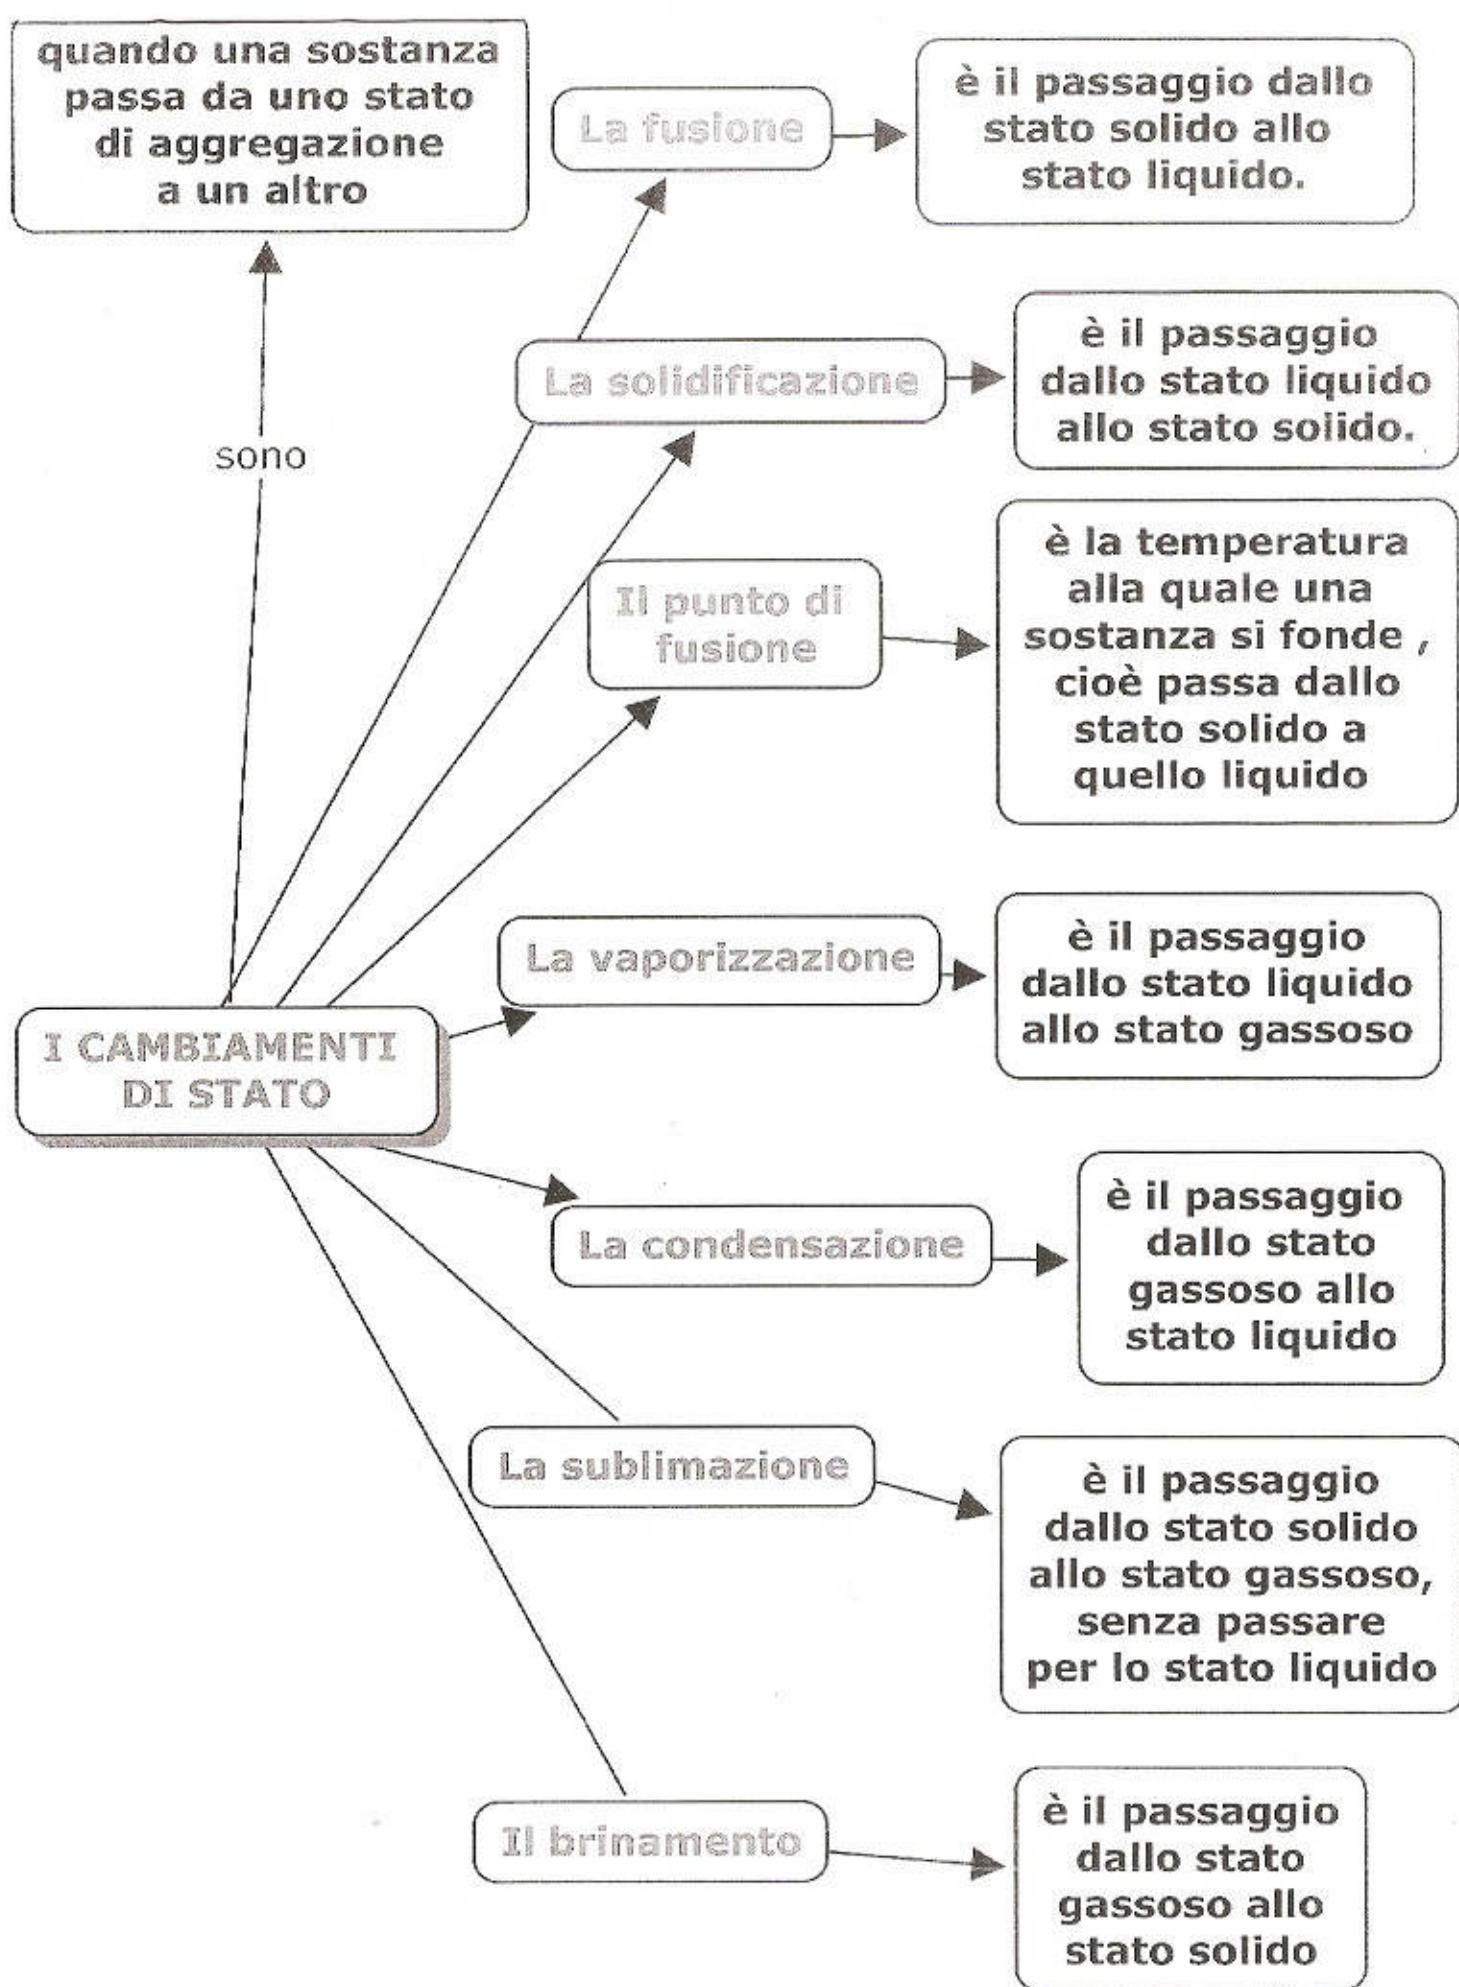 quando una sostanza
passa da uno stato
di aggregazione
a un altro
La fusione
è il passaggio dallo
stato solido allo
stato liquido.
La solidificazione
è il passaggio
dallo stato liquido
allo stato solido.
sono
Il punto di
fusione
è la temperatura
alla quale una
sostanza si fonde ,
cioè passa dallo
stato solido a
quello liquido
La vaporizzazione
è il passaggio
dallo stato liquido
allo stato gassoso
I CAMBIAMENTI
DI STATO
La condensazione
è il passaggio
dallo stato
gassoso allo
stato liquido
La sublimazione
è il passaggio
dallo stato solido
allo stato gassoso,
senza passare
per lo stato liquido
Il brinamento
è il passaggio
dallo stato
gassoso allo
stato solido